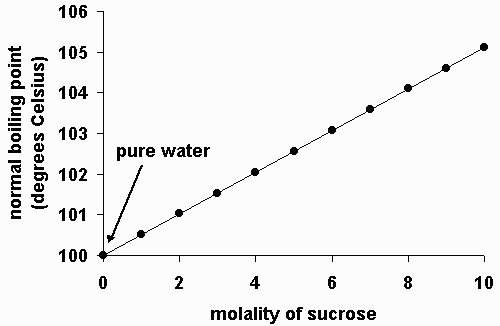 normal boiling point
(degrees Celsius)
106
105
104
103
102
101
100
pure water
0 2 4 6 8 10
molality of sucrose